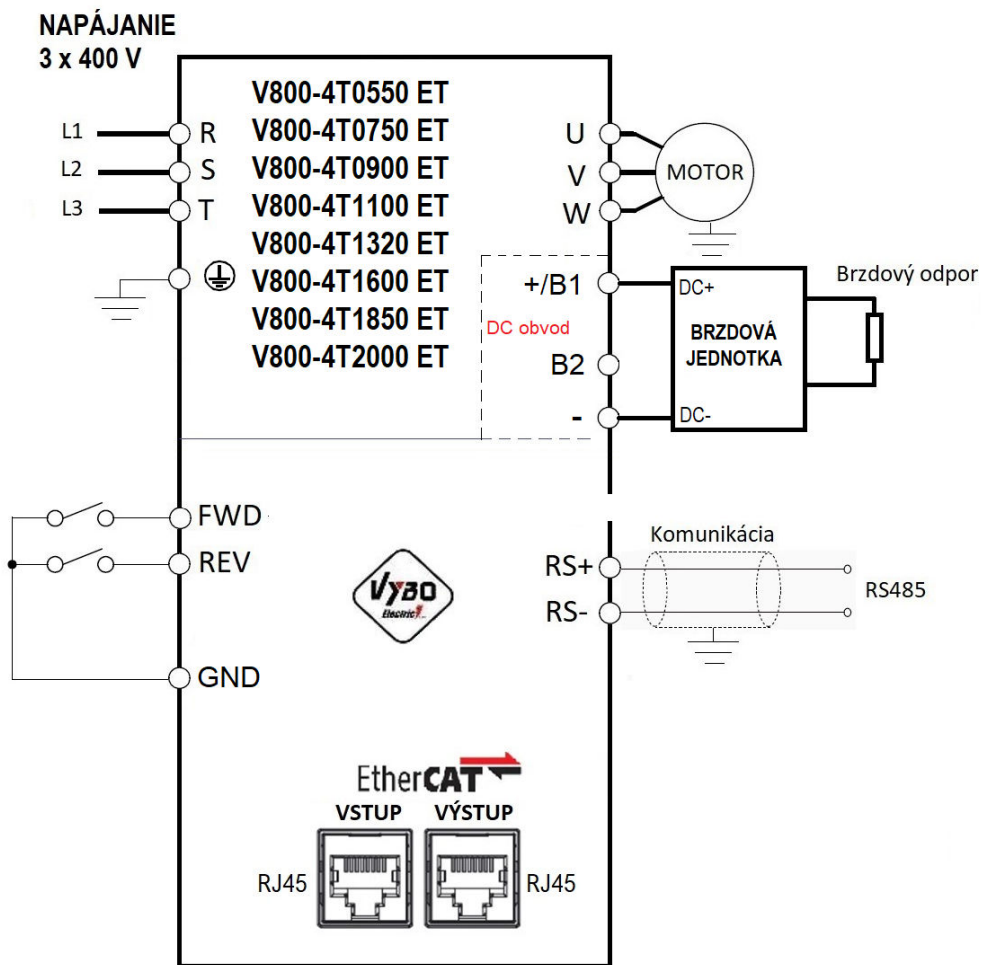 NAPÁJANIE
3 x 400 V
V800-4T0550 ET
V800-4T0750 ET
V800-4T0900 ET
V800-4T1100 ET
V800-4T1320 ET
V800-4T1600 ET
V800-4T1850 ET
V800-4T2000 ET
L1
R
L2
S
L3
T
U
V
W
MOTOR
+/B1
DC obvod
B2
-
DC+
BRZDOVÁ
JEDNOTKA
DC-
Brzdový odpor
FWD
REV
GND
VYBO
Electric
Komunikácia
RS+
RS-
RS485
EtherCAT
VSTUP
VÝSTUP
RJ45
RJ45